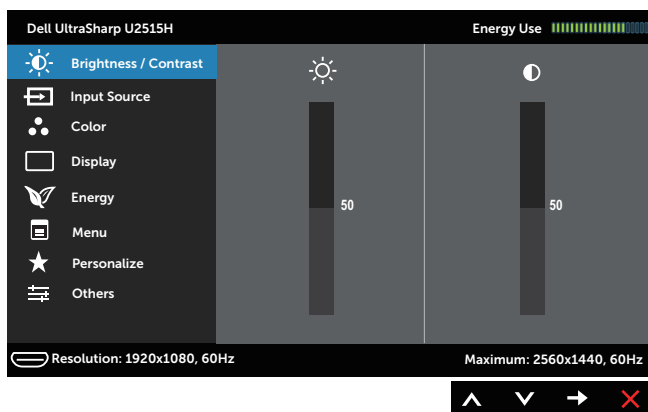 Dell UltraSharp U2515H
Energy Use
Brightness / Contrast
Input Source
Color
Display
Energy
Menu
Personalize
Others
50
50
Resolution: 1920x1080, 60Hz
Maximum: 2560x1440, 60Hz